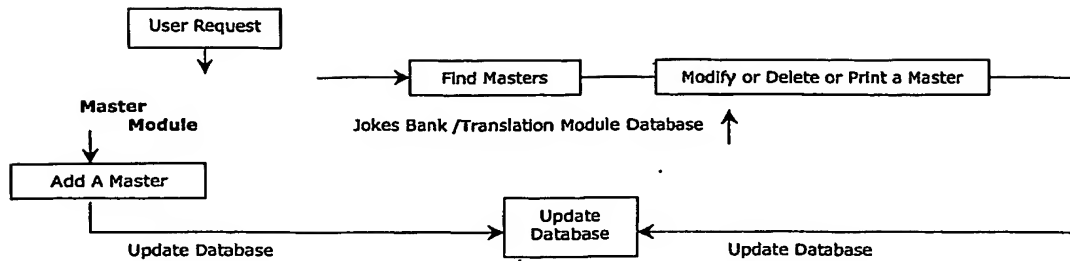 User Request
Find Masters
Modify or Delete or Print a Master
Master
Module
Jokes Bank /Translation Module Database
Add A Master
Update
Database
Update Database
Update Database